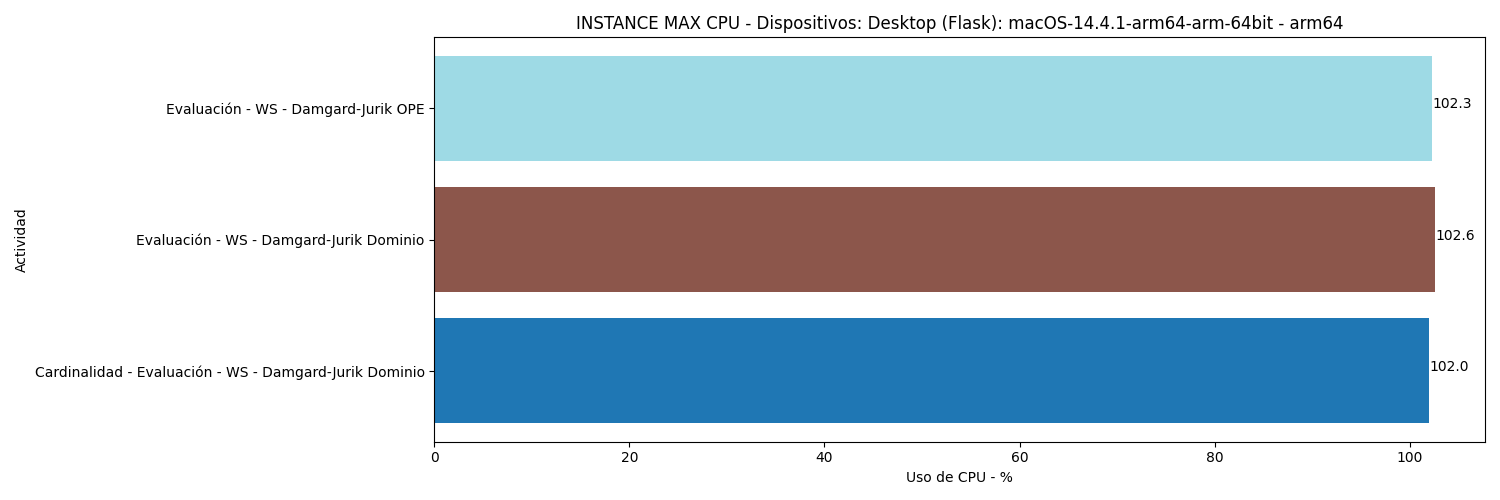 INSTANCE MAX CPU - Dispositivos: Desktop (Flask): macOS-14.4.1-arm64-arm-64bit - arm64
Actividad
Evaluación - WS - Damgard-Jurik OPE
102.3
Evaluación - WS - Damgard-Jurik Dominio
102.6
Cardinalidad - Evaluación - WS - Damgard-Jurik Dominio
102.0
0 20 40 60 80 100
Uso de CPU - %